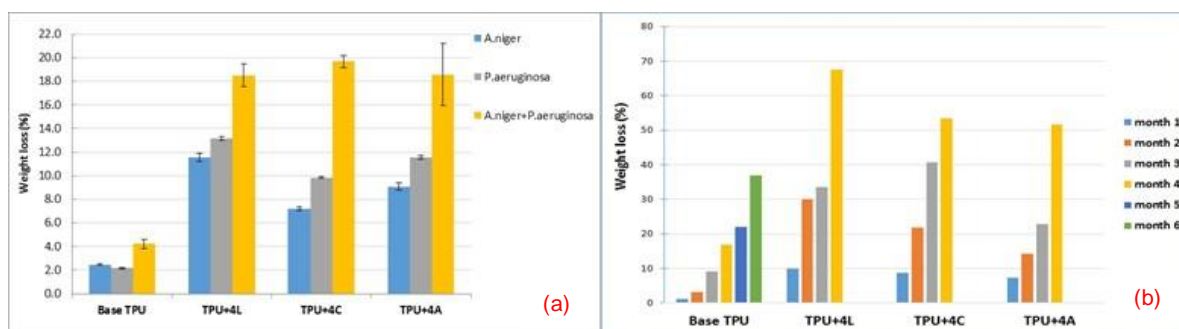 22.0
20.0
18.0
16.0
14.0
12.0
10.0
8.0
6.0
4.0
2.0
0.0
Weight loss (%)
Base TPU
TPU+4L
TPU+4C
TPU+4A
A.niger
P.aeruginosa
A.niger+P.aeruginosa
(a)
80
70
60
50
40
30
20
10
0
Weight loss (%)
Base TPU
TPU+4L
TPU+4C
TPU+4A
month 1
month 2
month 3
month 4
month 5
month 6
(b)